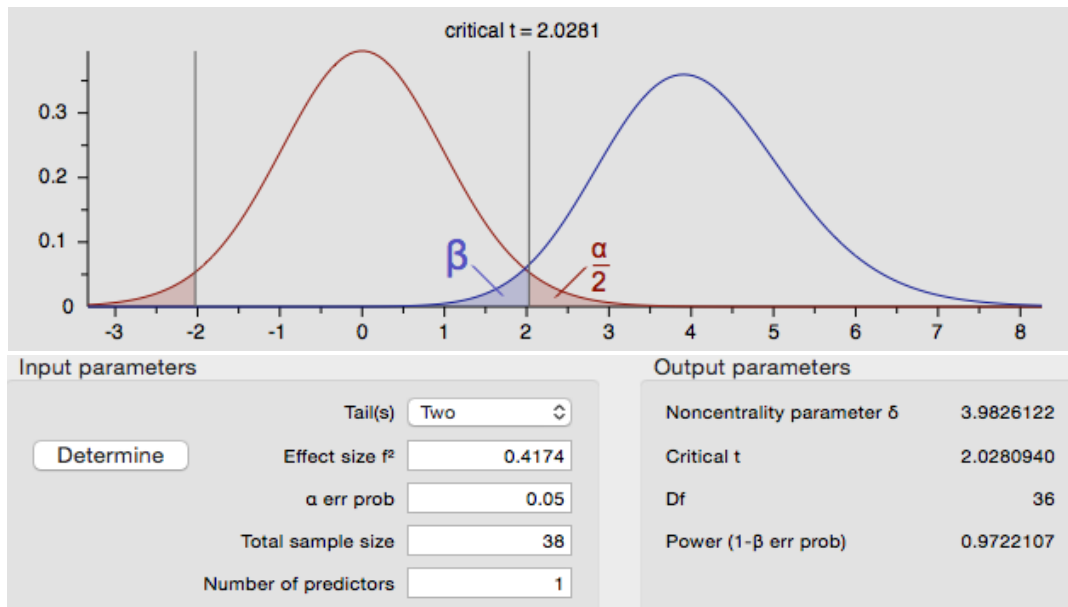 critical t = 2.0281
0.3
0.2
0.1
0
β
α
2
-3 -2 -1 0 1 2 3 4 5 6 7 8
Input parameters
Output parameters
Tail(s) Two
Noncentrality parameter δ 3.9826122
Determine Effect size f² 0.4174
Critical t 2.0280940
α err prob 0.05
Df 36
Total sample size 38
Power (1-β err prob) 0.9722107
Number of predictors 1